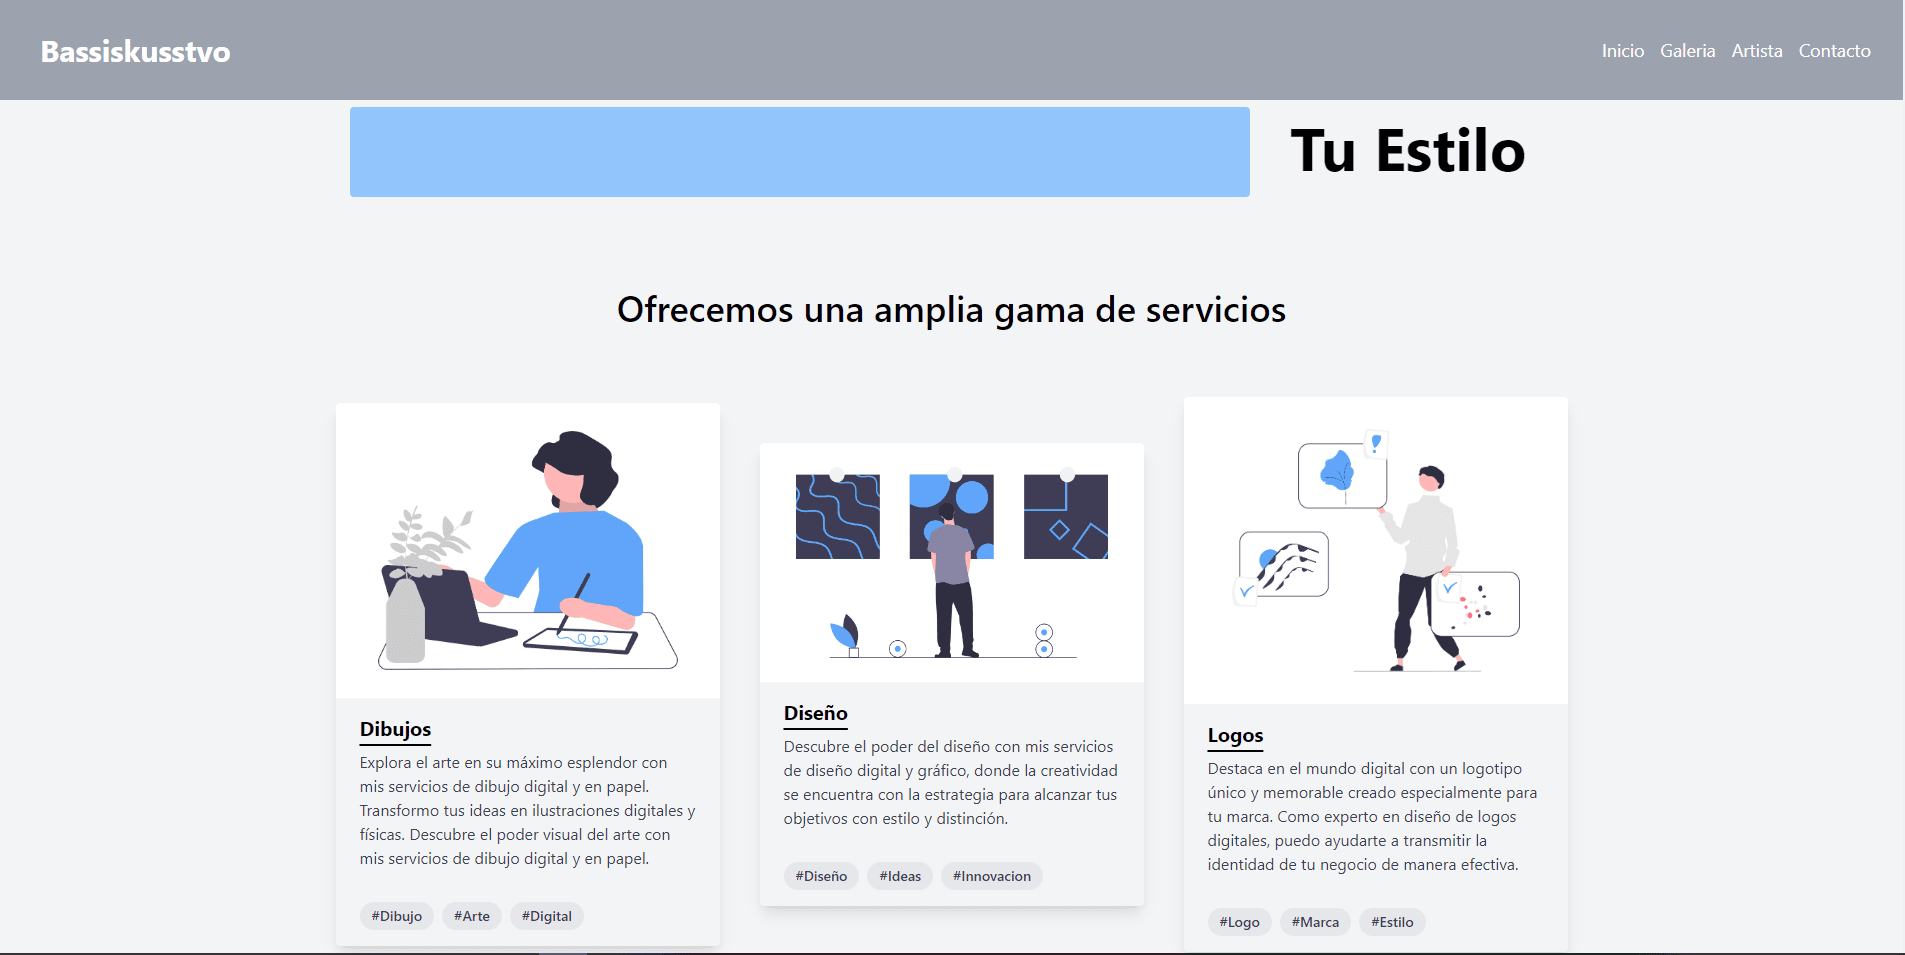 Bassiskusstvo
Inicio Galeria Artista Contacto
Tu Estilo
Ofrecemos una amplia gama de servicios
Dibujos
Explora el arte en su máximo esplendor con
mis servicios de dibujo digital y en papel.
Transformo tus ideas en ilustraciones digitales y
físicas. Descubre el poder visual del arte con
mis servicios de dibujo digital y en papel.
#Dibujo #Arte #Digital
Diseño
Descubre el poder del diseño con mis servicios
de diseño digital y gráfico, donde la creatividad
se encuentra con la estrategia para alcanzar tus
objetivos con estilo y distinción.
#Diseño #Ideas #Innovacion
Logos
Destaca en el mundo digital con un logotipo
único y memorable creado especialmente para
tu marca. Como experto en diseño de logos
digitales, puedo ayudarte a transmitir la
identidad de tu negocio de manera efectiva.
#Logo #Marca #Estilo